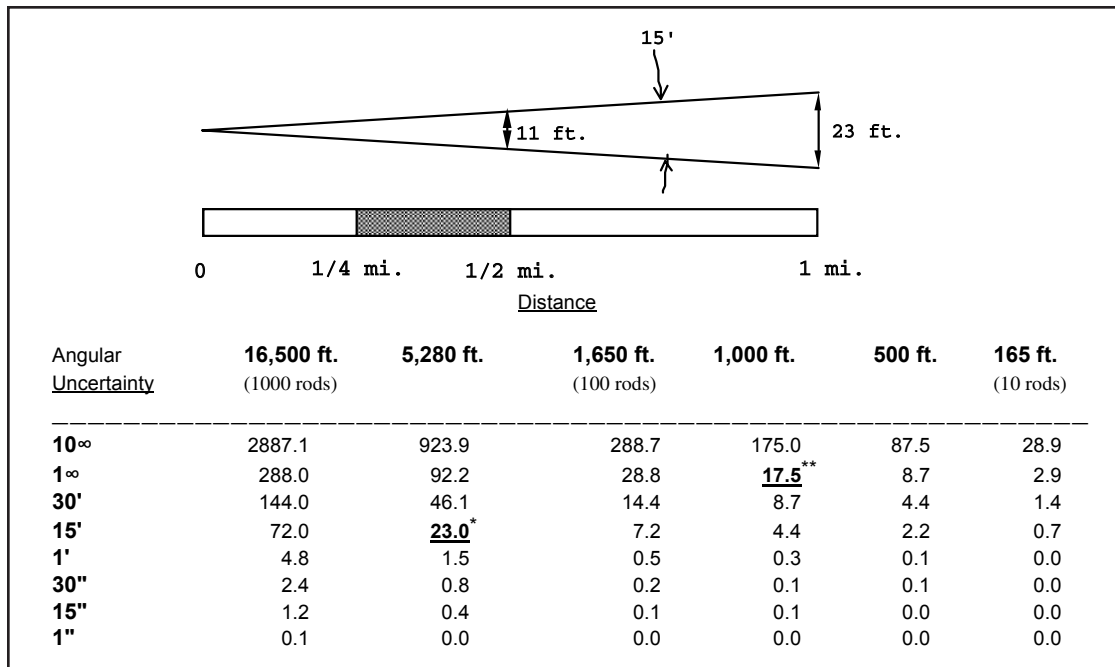 15'
11 ft.
23 ft.
0 1/4 mi. 1/2 mi. 1 mi.
Distance
Angular 16,500 ft. 5,280 ft. 1,650 ft. 1,000 ft. 500 ft. 165 ft.
Uncertainty (1000 rods) (100 rods) (10 rods)
10∞ 2887.1 923.9 288.7 175.0 87.5 28.9
1∞ 288.0 92.2 28.8 17.5** 8.7 2.9
30' 144.0 46.1 14.4 8.7 4.4 1.4
15' 72.0 23.0* 7.2 4.4 2.2 0.7
1' 4.8 1.5 0.5 0.3 0.1 0.0
30" 2.4 0.8 0.2 0.1 0.1 0.0
15" 1.2 0.4 0.1 0.1 0.0 0.0
1" 0.1 0.0 0.0 0.0 0.0 0.0